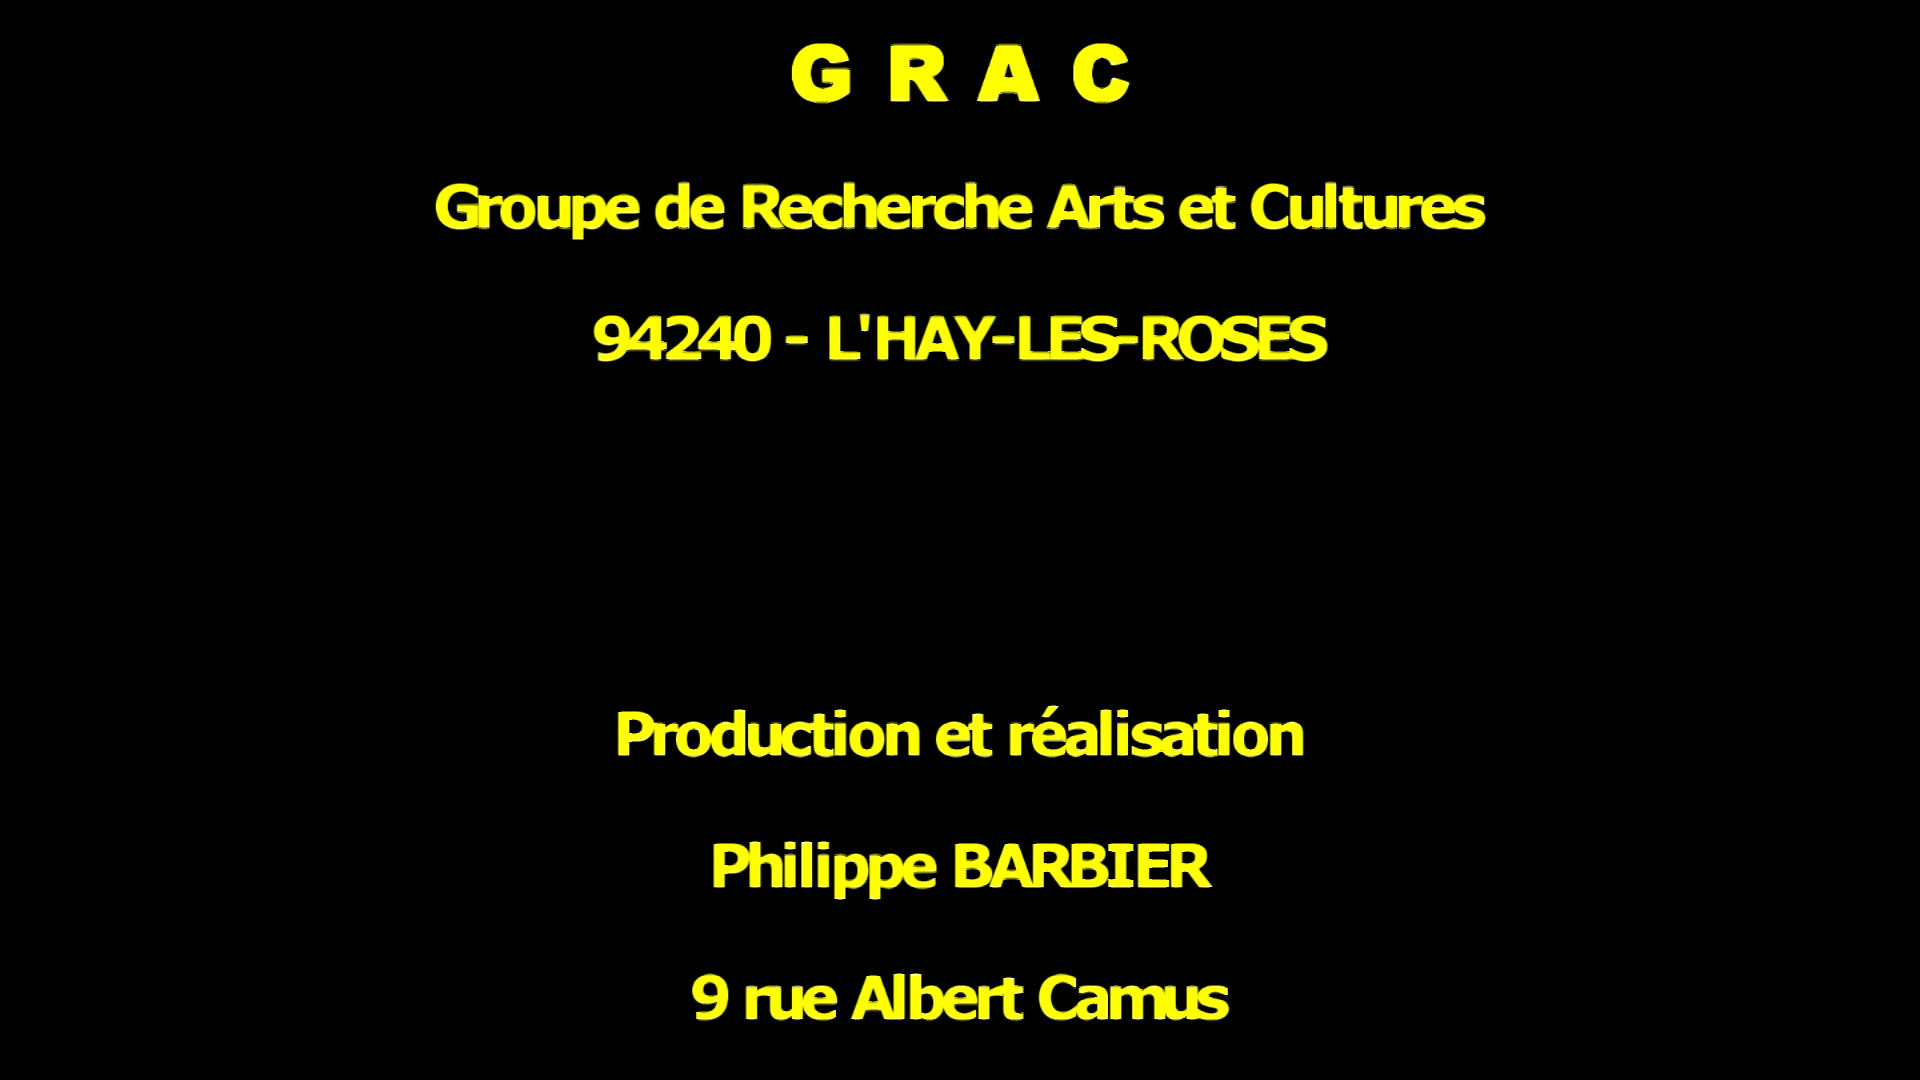 G R A C
Groupe de Recherche Arts et Cultures
94240 - L'HAY-LES-ROSES
Production et réalisation
Philippe BARBIER
9 rue Albert Camus